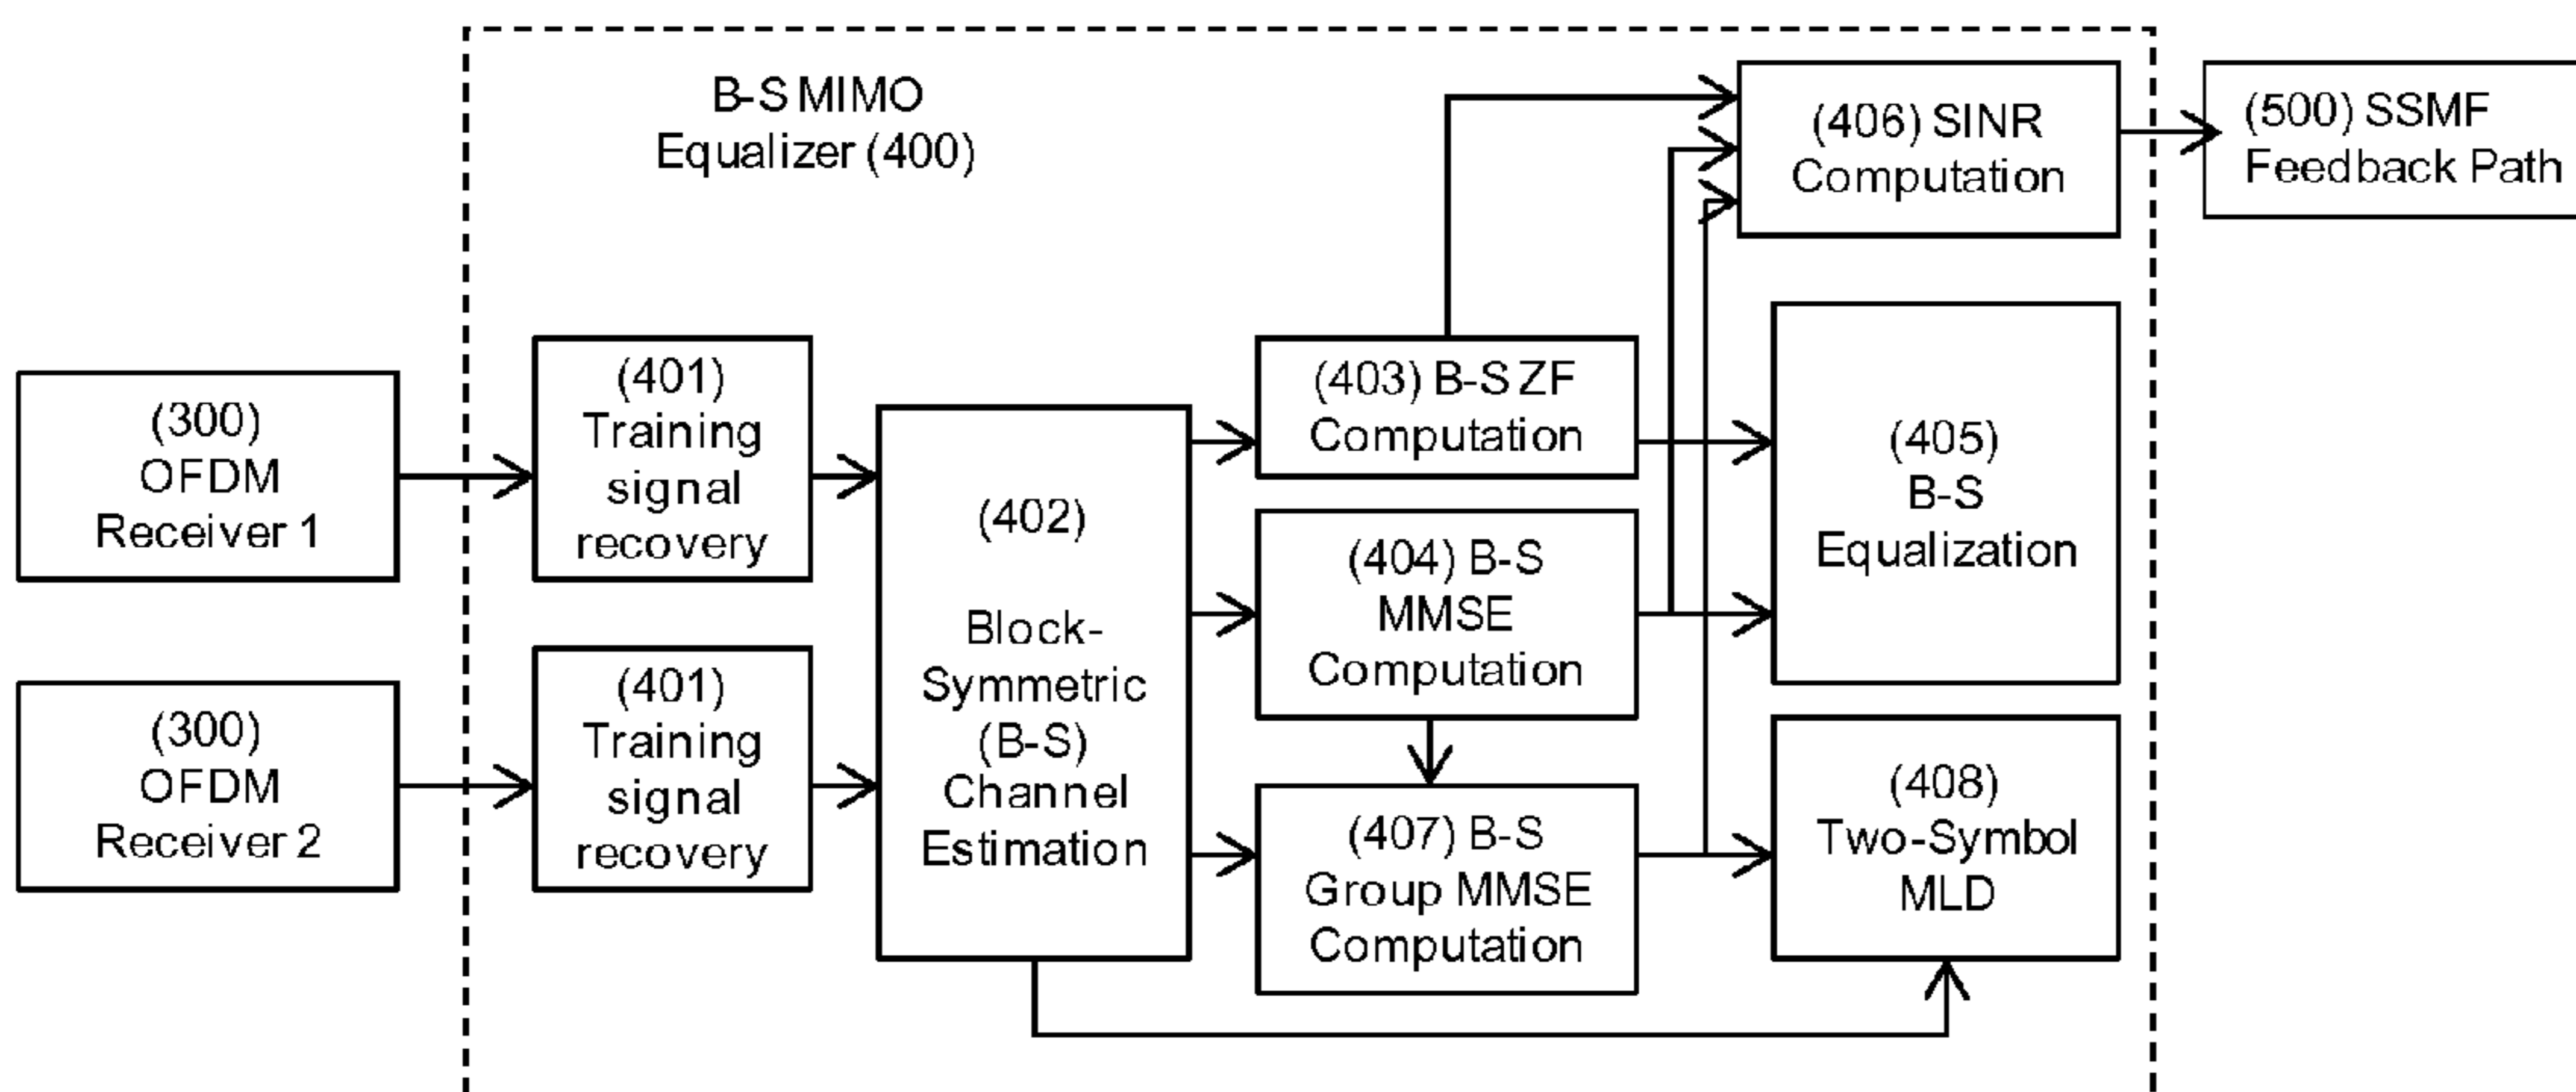 B-S MIMO
Equalizer (400)
(406) SINR
Computation
(500) SSMF
Feedback Path
(300)
OFDM
Receiver 1
(401)
Training
signal
recovery
(402)
Block-
Symmetric
(B-S)
Channel
Estimation
(403) B-S ZF
Computation
(404) B-S
MMSE
Computation
(405)
B-S
Equalization
(300)
OFDM
Receiver 2
(401)
Training
signal
recovery
(407) B-S
Group MMSE
Computation
(408)
Two-Symbol
MLD